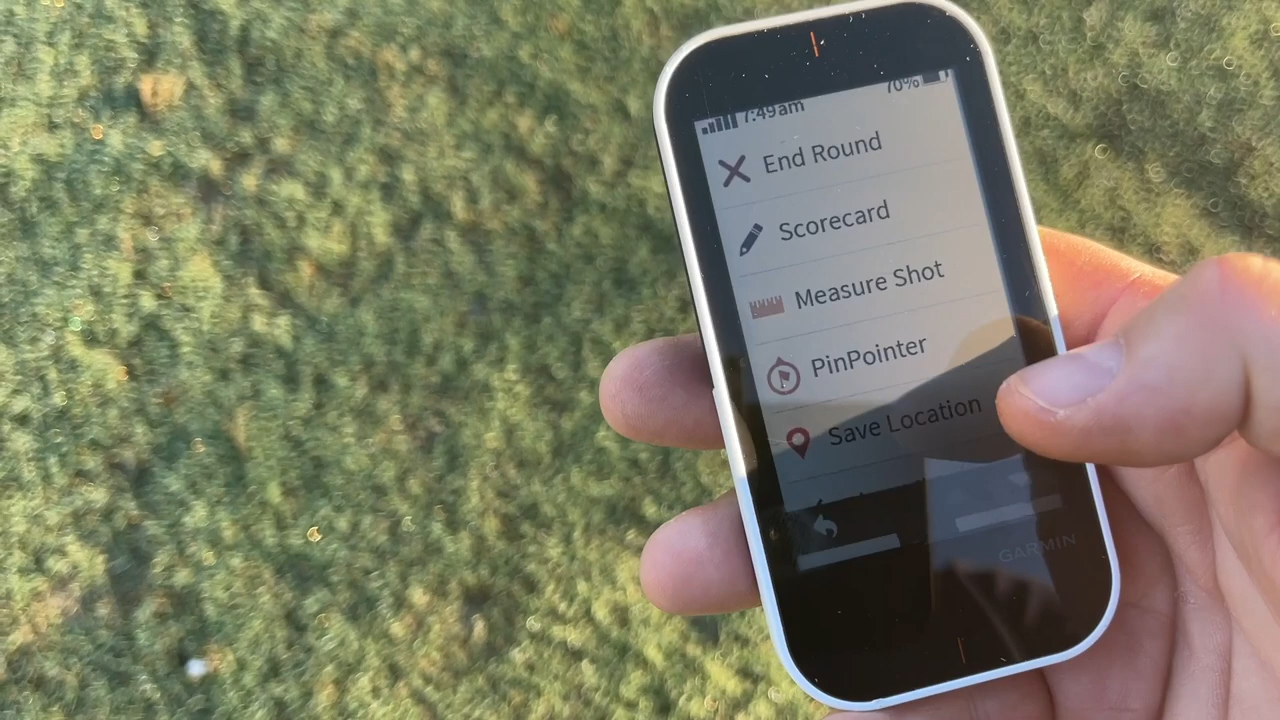 7:49am 70%
End Round
Scorecard
Measure Shot
PinPointer
Save Location
GARMIN